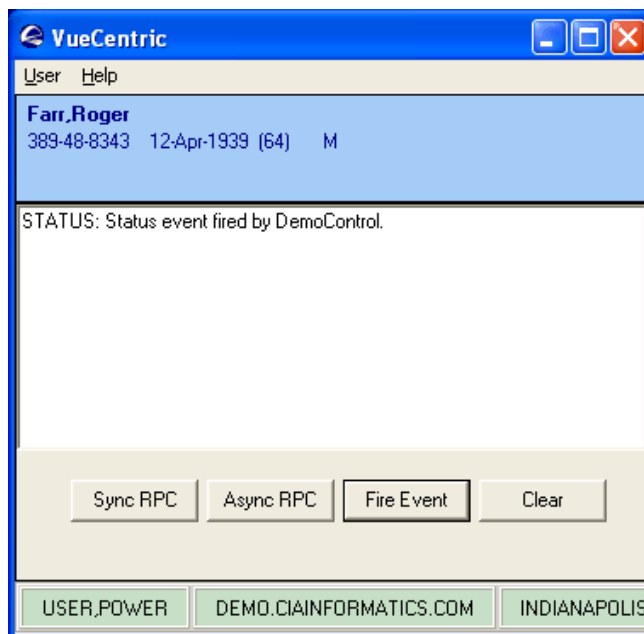 VueCentric
User Help
Farr,Roger
389-48-8343 12-Apr-1939 (64) M
STATUS: Status event fired by DemoControl.
Sync RPC Async RPC Fire Event Clear
USER,POWER DEMO.CIAINFORMATICS.COM INDIANAPOLIS